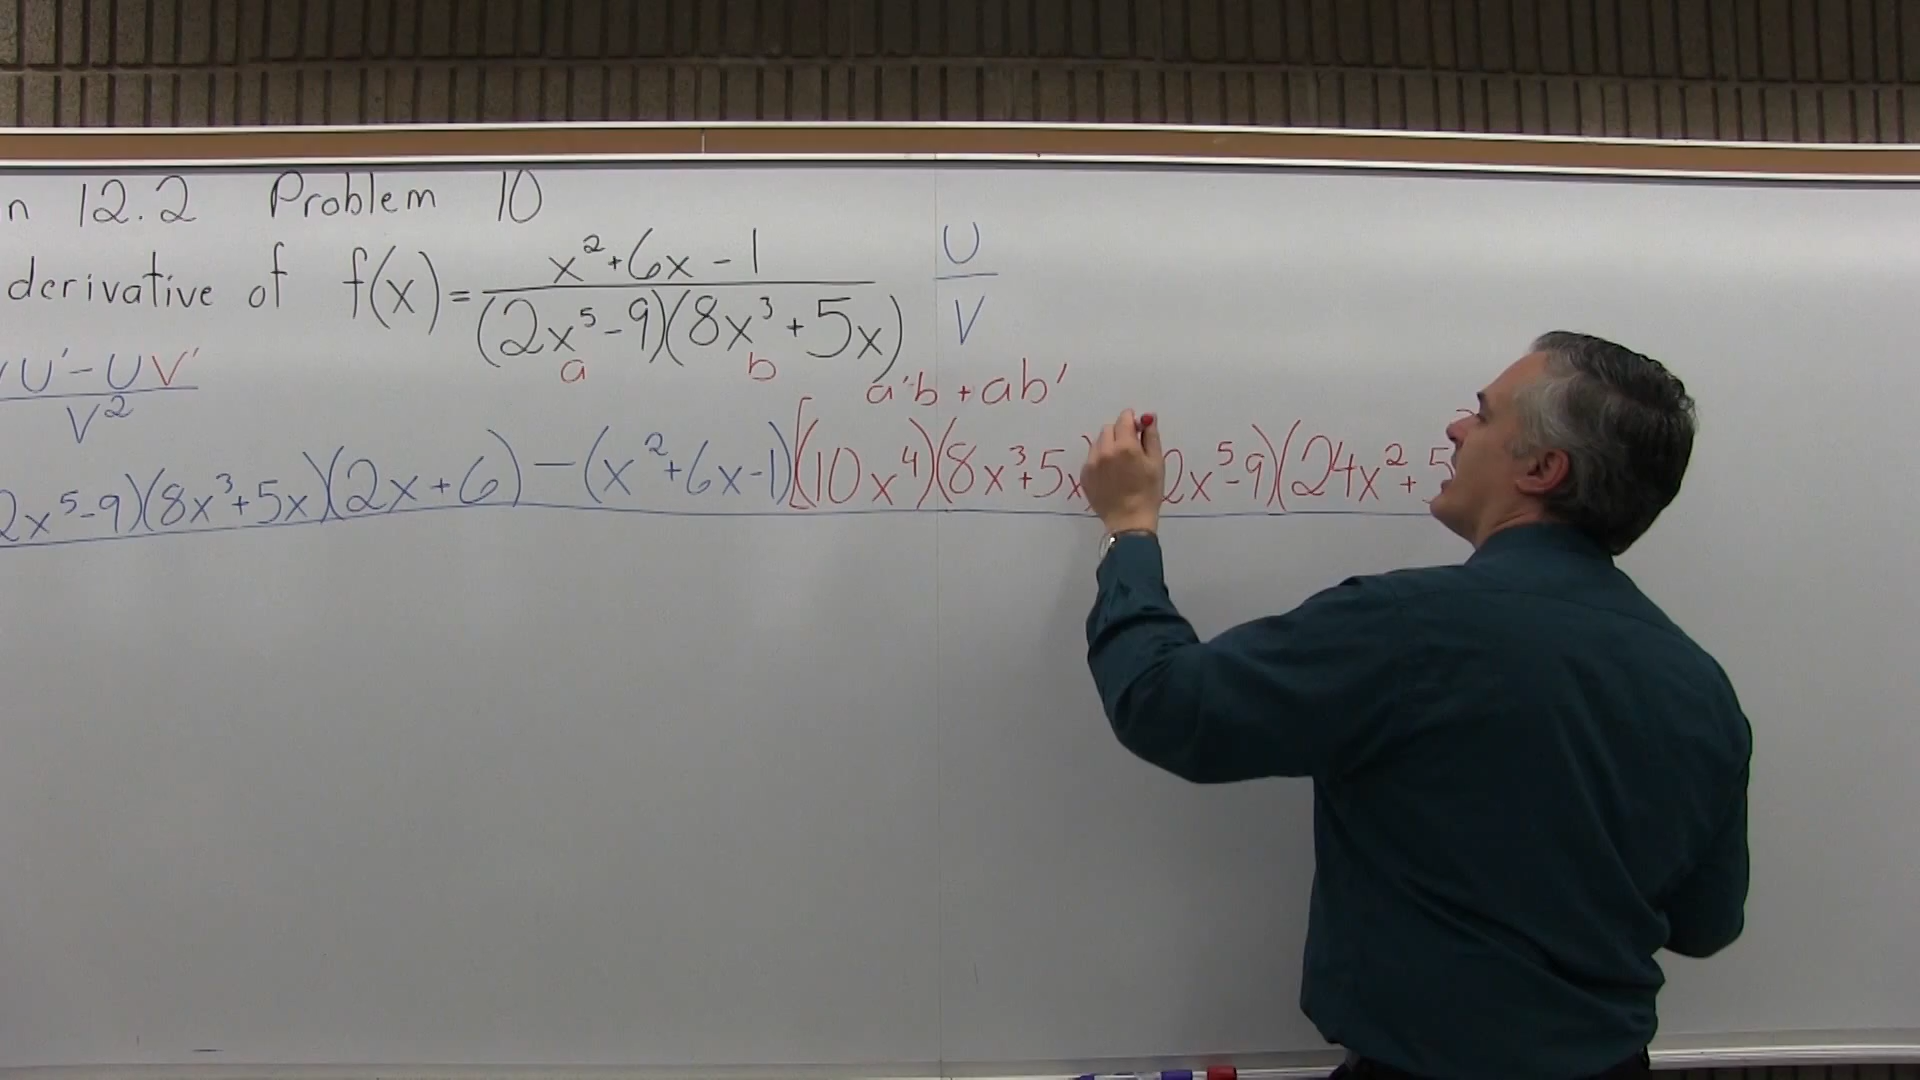 n 12.2 Problem 10
derivative of f(x) = x² + 6x - 1 / (2x⁵ - 9)(8x³ + 5x)
U / V
a b
U' - UV' / V²
a'b + ab'
2x⁵ - 9)(8x³ + 5x)(2x + 6) - (x² + 6x - 1)[(10x⁴)(8x³ + 5x 2x⁵ - 9)(24x² + 5